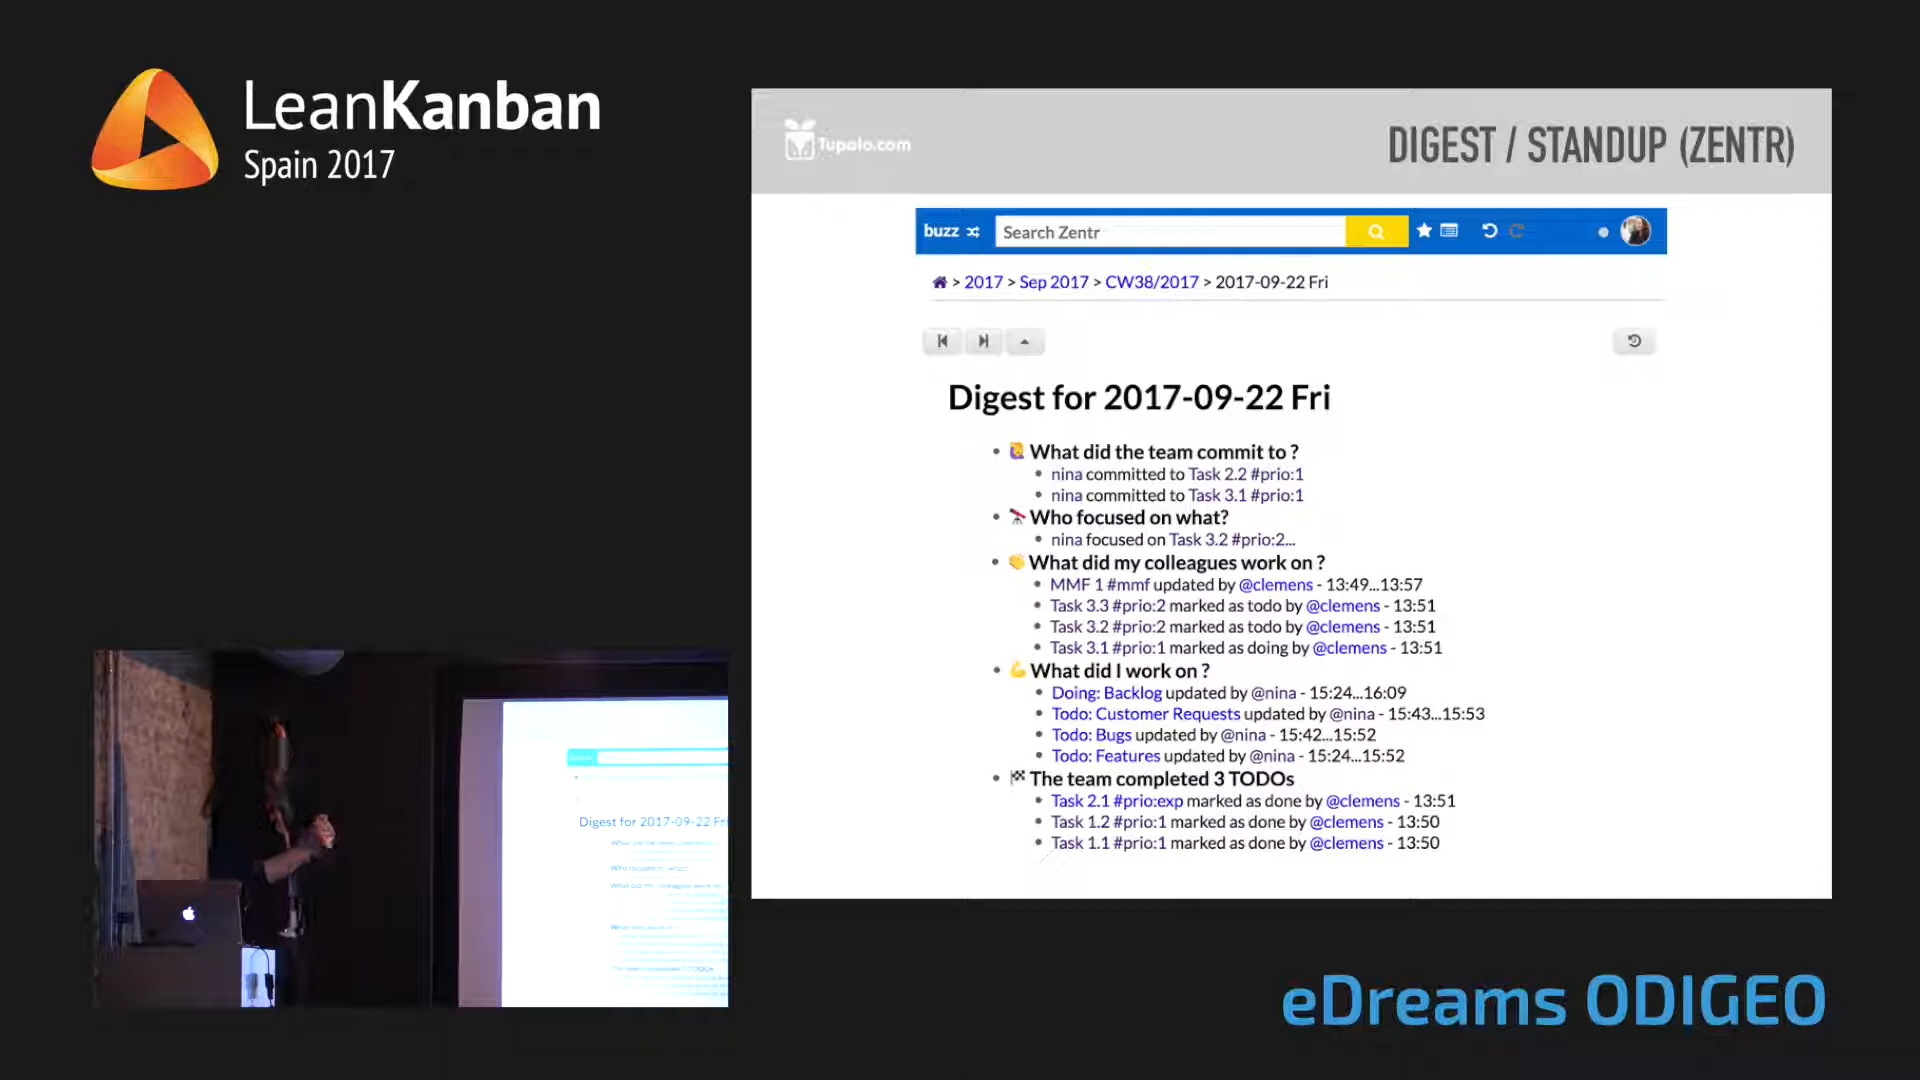 LeanKanban
Spain 2017
Tupalo.com
DIGEST / STANDUP (ZENTR)
buzz
Search Zentr
> 2017 > Sep 2017 > CW38/2017 > 2017-09-22 Fri
Digest for 2017-09-22 Fri
What did the team commit to ?
nina committed to Task 2.2 #prio:1
nina committed to Task 3.1 #prio:1
Who focused on what?
nina focused on Task 3.2 #prio:2...
What did my colleagues work on ?
MMF 1 #mmf updated by @clemens - 13:49...13:57
Task 3.3 #prio:2 marked as todo by @clemens - 13:51
Task 3.2 #prio:2 marked as todo by @clemens - 13:51
Task 3.1 #prio:1 marked as doing by @clemens - 13:51
What did I work on ?
Doing: Backlog updated by @nina - 15:24...16:09
Todo: Customer Requests updated by @nina - 15:43...15:53
Todo: Bugs updated by @nina - 15:42...15:52
Todo: Features updated by @nina - 15:24...15:52
The team completed 3 TODOs
Task 2.1 #prio:exp marked as done by @clemens - 13:51
Task 1.2 #prio:1 marked as done by @clemens - 13:50
Task 1.1 #prio:1 marked as done by @clemens - 13:50
Digest for 2017-09-22 Fri
eDreams ODIGEO